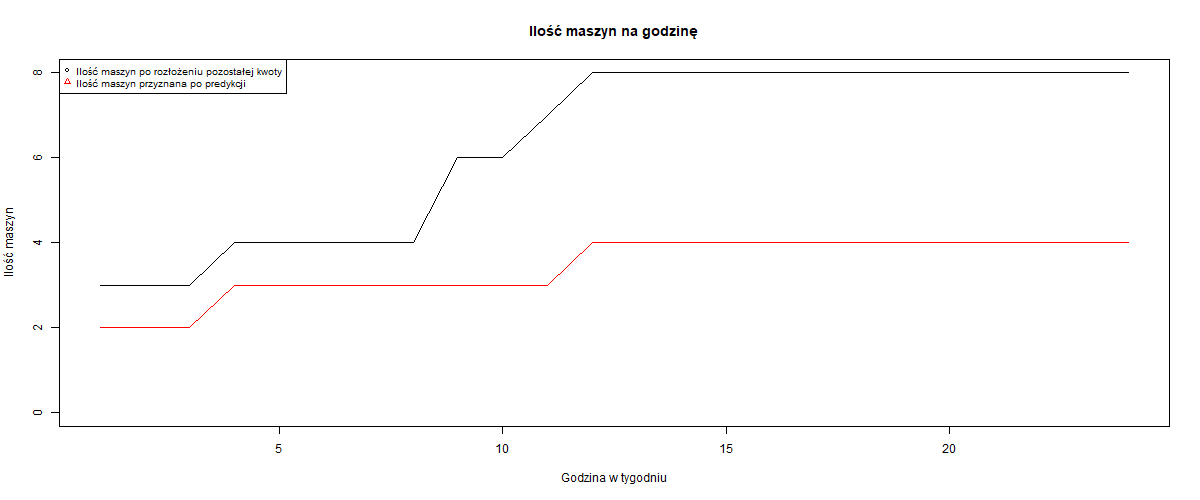 Ilość maszyn na godzinę
Ilość maszyn po rozłożeniu pozostałej kwoty
Ilość maszyn przyznana po predykcji
Ilość maszyn
8
6
4
2
0
5 10 15 20
Godzina w tygodniu